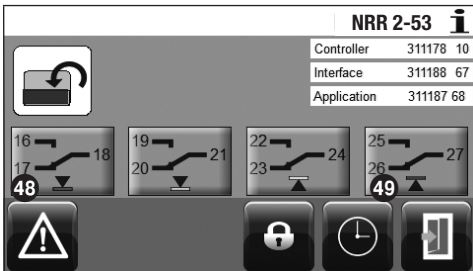 NRR 2-53 i
Controller 311178 10
Interface 311188 67
Application 311187 68
16 19 22 25
18 21 24 27
17 20 23 26
48 49